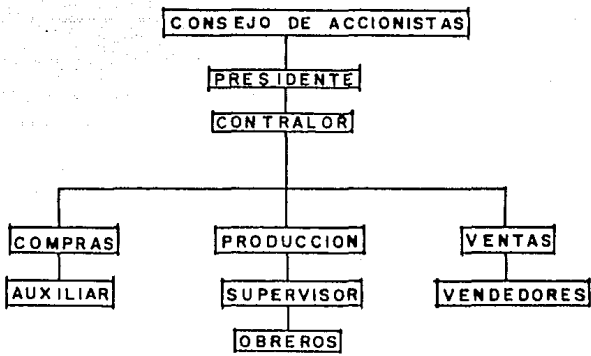 CONSEJO DE ACCIONISTAS
PRESIDENTE
CONTRALOR
COMPRAS PRODUCCION VENTAS
AUXILIAR SUPERVISOR VENDEDORES
OBREROS